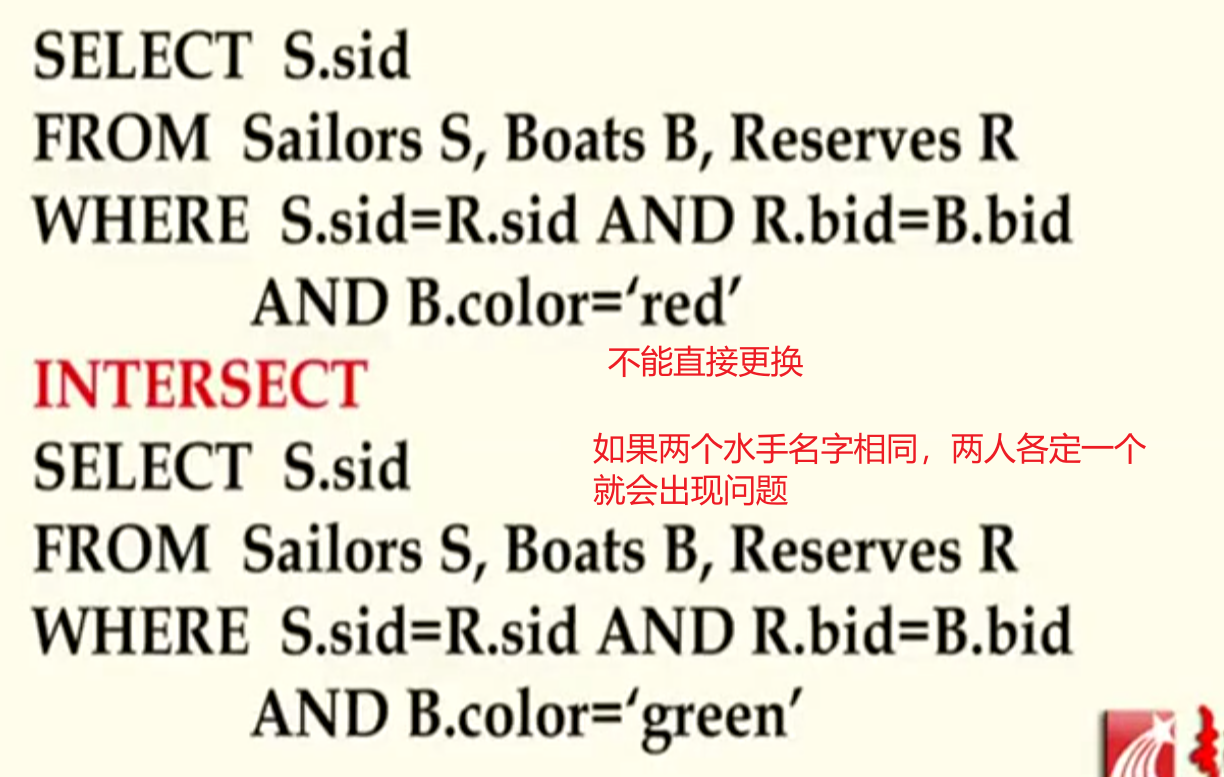 SELECT S.sid
FROM Sailors S, Boats B, Reserves R
WHERE S.sid=R.sid AND R.bid=B.bid
AND B.color=‘red’
不能直接更换
INTERSECT
如果两个水手名字相同，两人各定一个
就会出现问题
SELECT S.sid
FROM Sailors S, Boats B, Reserves R
WHERE S.sid=R.sid AND R.bid=B.bid
AND B.color=‘green’